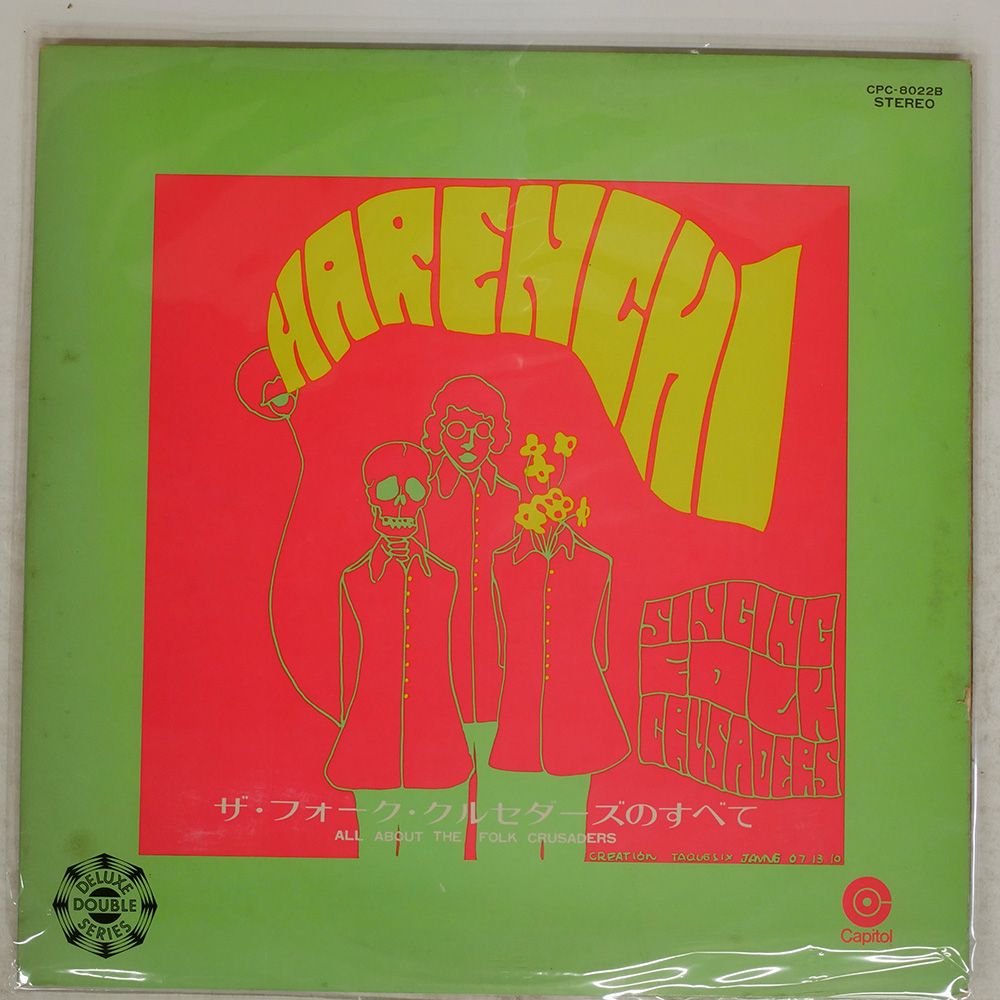 CPC-8022B
STEREO
HARENCHI
SINGING
FOLK
CRUSADERS
ザ・フォーク・クルセダーズのすべて
ALL ABOUT THE FOLK CRUSADERS
CREATION TAQUESIX JANNE 07 13 10
DELUXE
DOUBLE
SERIES
Capitol